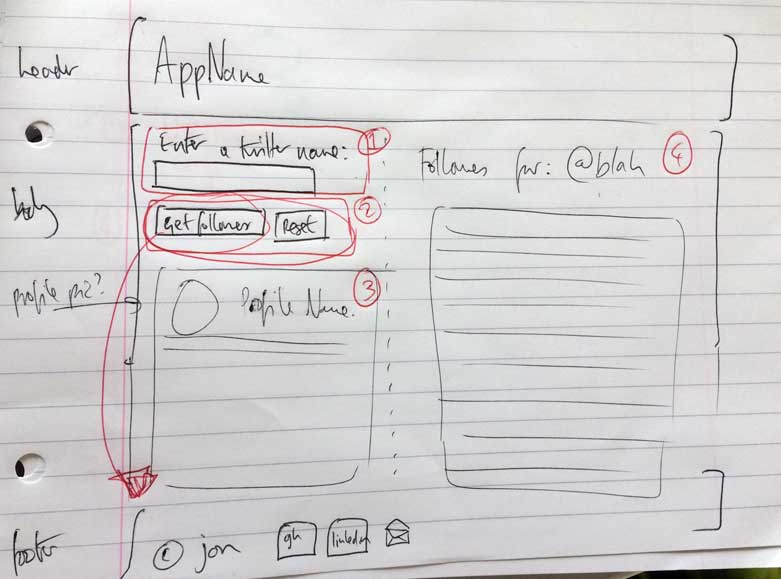 header
AppName
Enter a twitter name:
1
body
get follower
Reset
2
Followers for: @blah
4
profile pic?
Profile Name.
3
footer
© jon
gh
linkedin